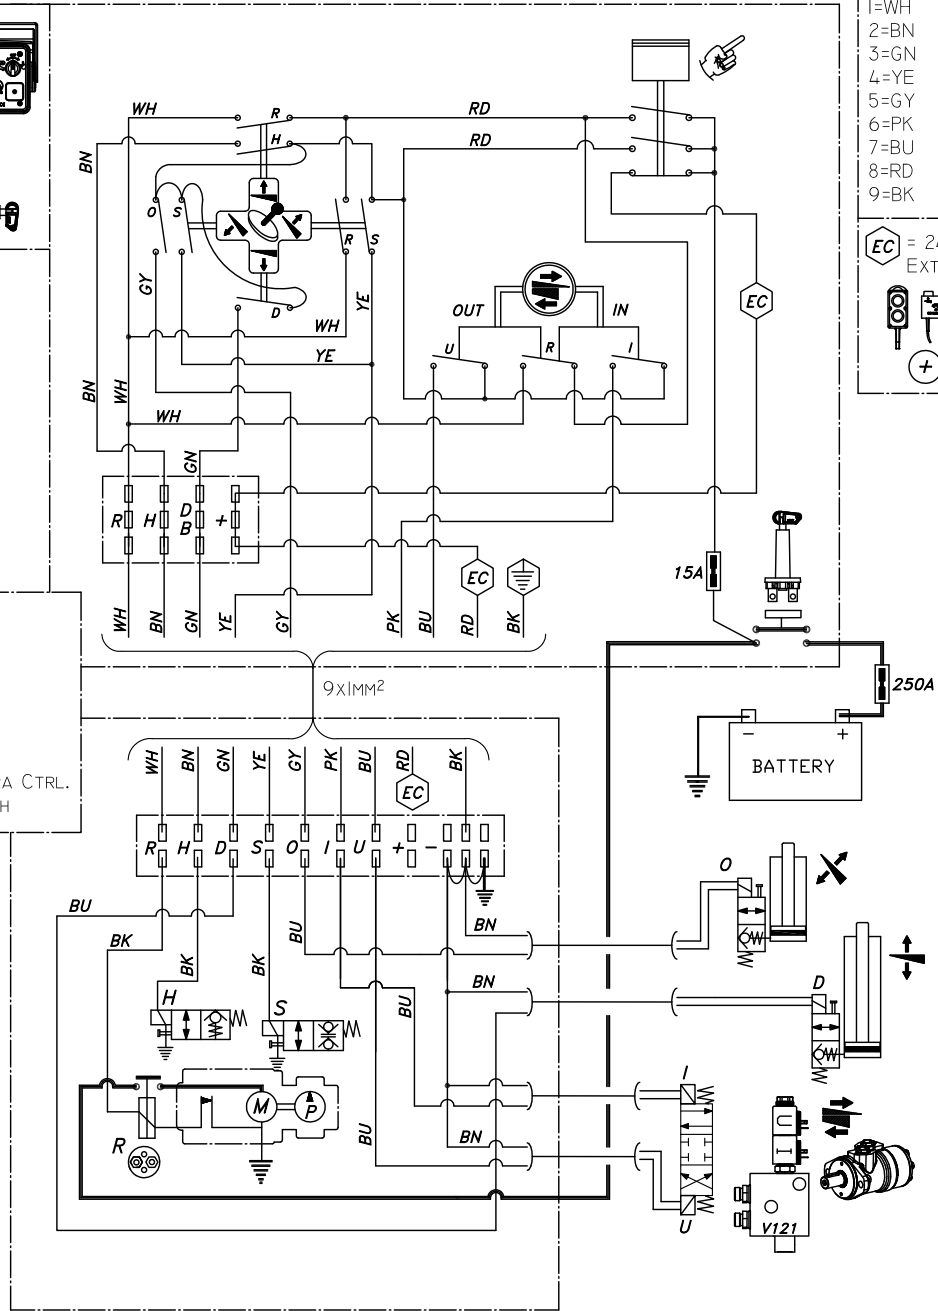 1=WH
2=BN
3=GN
4=YE
5=GY
6=PK
7=BU
8=RD
9=BK
EC = 24
EXT
+
WH R RD
BN H RD
O S R S
GY YE
D
WH
YE
OUT IN
U R I
EC
BN WH
WH
GN
R H D B +
15A
EC
WH BN GN YE GY PK BU RD BK
9X1MM²
250A
- +
BATTERY
A CTRL.
H
WH BN GN YE GY PK BU RD BK
EC
R H D S O I U + -
O
BU
BK BK BK BU BN
BN
BU
D
H S
I
M P
R
BU BN
U
U
I
V121